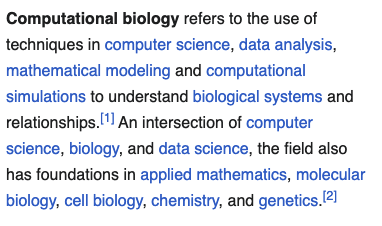 Computational biology refers to the use of
techniques in computer science, data analysis,
mathematical modeling and computational
simulations to understand biological systems and
relationships.[1] An intersection of computer
science, biology, and data science, the field also
has foundations in applied mathematics, molecular
biology, cell biology, chemistry, and genetics.[2]